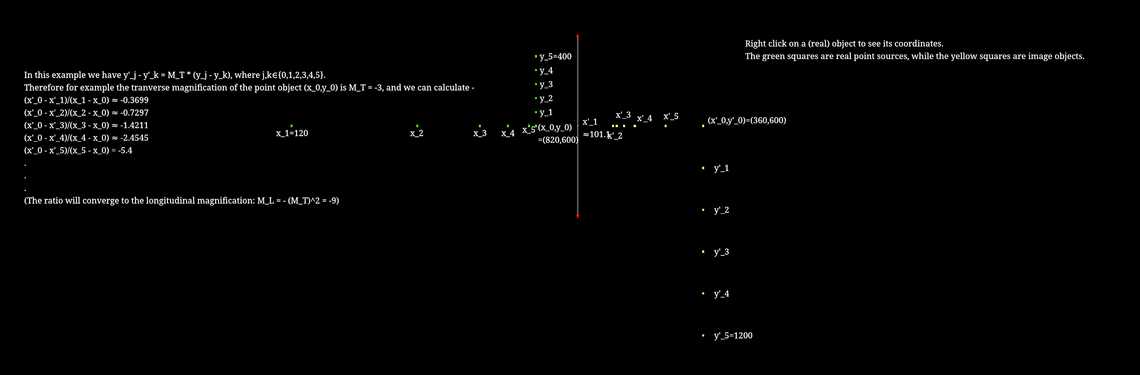 Right click on a (real) object to see its coordinates.
The green squares are real point sources, while the yellow squares are image objects.
In this example we have y'_j - y'_k = M_T * (y_j - y_k), where j,k∈{0,1,2,3,4,5}.
Therefore for example the tranverse magnification of the point object (x_0,y_0) is M_T = -3, and we can calculate -
(x'_0 - x'_1)/(x_1 - x_0) ≈ -0.3699
(x'_0 - x'_2)/(x_2 - x_0) ≈ -0.7297
(x'_0 - x'_3)/(x_3 - x_0) ≈ -1.4211
(x'_0 - x'_4)/(x_4 - x_0) ≈ -2.4545
(x'_0 - x'_5)/(x_5 - x_0) = -5.4
.
.
.
(The ratio will converge to the longitudinal magnification: M_L = - (M_T)^2 = -9)
y_5=400
y_4
y_3
y_2
y_1
x_1=120
x_2
x_3
x_4
x_5
(x_0,y_0)
=(820,600)
x'_1
≈101.1
x'_2
x'_3
x'_4
x'_5
(x'_0,y'_0)=(360,600)
y'_1
y'_2
y'_3
y'_4
y'_5=1200